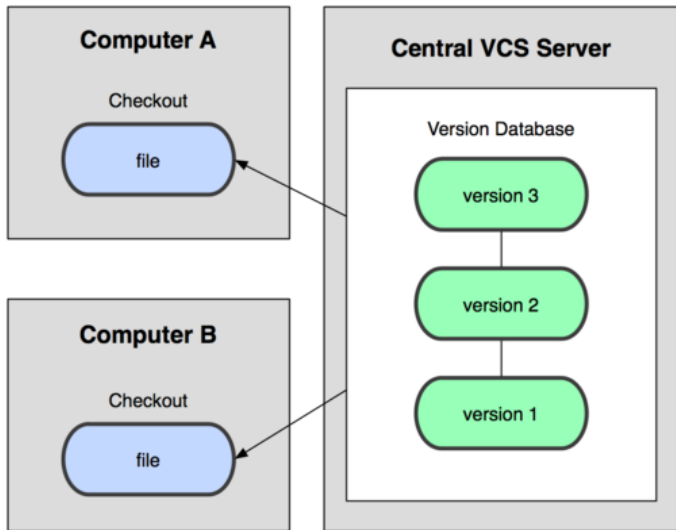 Computer A
Checkout
file
Computer B
Checkout
file
Central VCS Server
Version Database
version 3
version 2
version 1